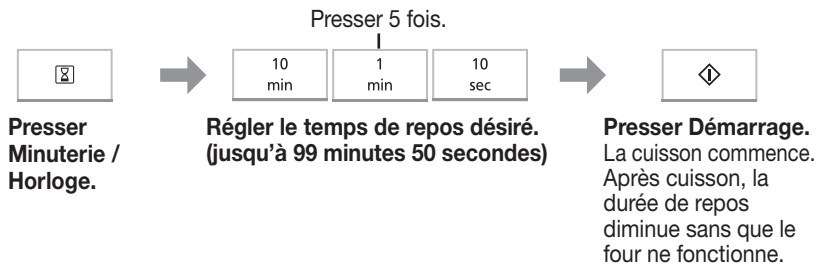 Presser 5 fois.
10 min
1 min
10 sec
Presser Minuterie / Horloge.
Régler le temps de repos désiré.
(jusqu'à 99 minutes 50 secondes)
Presser Démarrage.
La cuisson commence.
Après cuisson, la
durée de repos
diminue sans que le
four ne fonctionne.